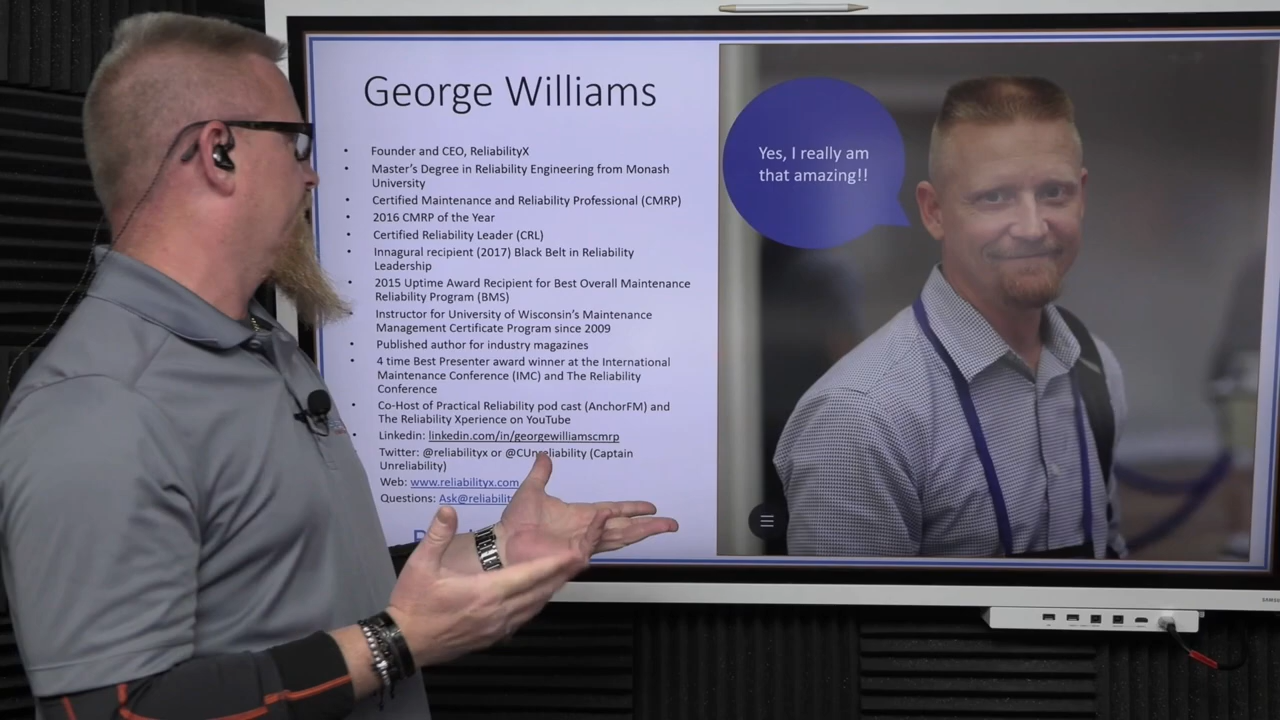 George Williams
• Founder and CEO, ReliabilityX
• Master's Degree in Reliability Engineering from Monash
University
• Certified Maintenance and Reliability Professional (CMRP)
• 2016 CMRP of the Year
• Certified Reliability Leader (CRL)
• Innagural recipient (2017) Black Belt in Reliability
Leadership
• 2015 Uptime Award Recipient for Best Overall Maintenance
Reliability Program (BMS)
• Instructor for University of Wisconsin's Maintenance
Management Certificate Program since 2009
• Published author for industry magazines
• 4 time Best Presenter award winner at the International
Maintenance Conference (IMC) and The Reliability
Conference
• Co-Host of Practical Reliability pod cast (AnchorFM) and
The Reliability Xperience on YouTube
• Linkedin: linkedin.com/in/georgewilliamscmrp
Twitter: @reliabilityx or @CUnreliability (Captain
Unreliability)
Web: www.reliabilityx.com
Questions: Ask@reliabilit
Yes, I really am
that amazing!!
SAMS